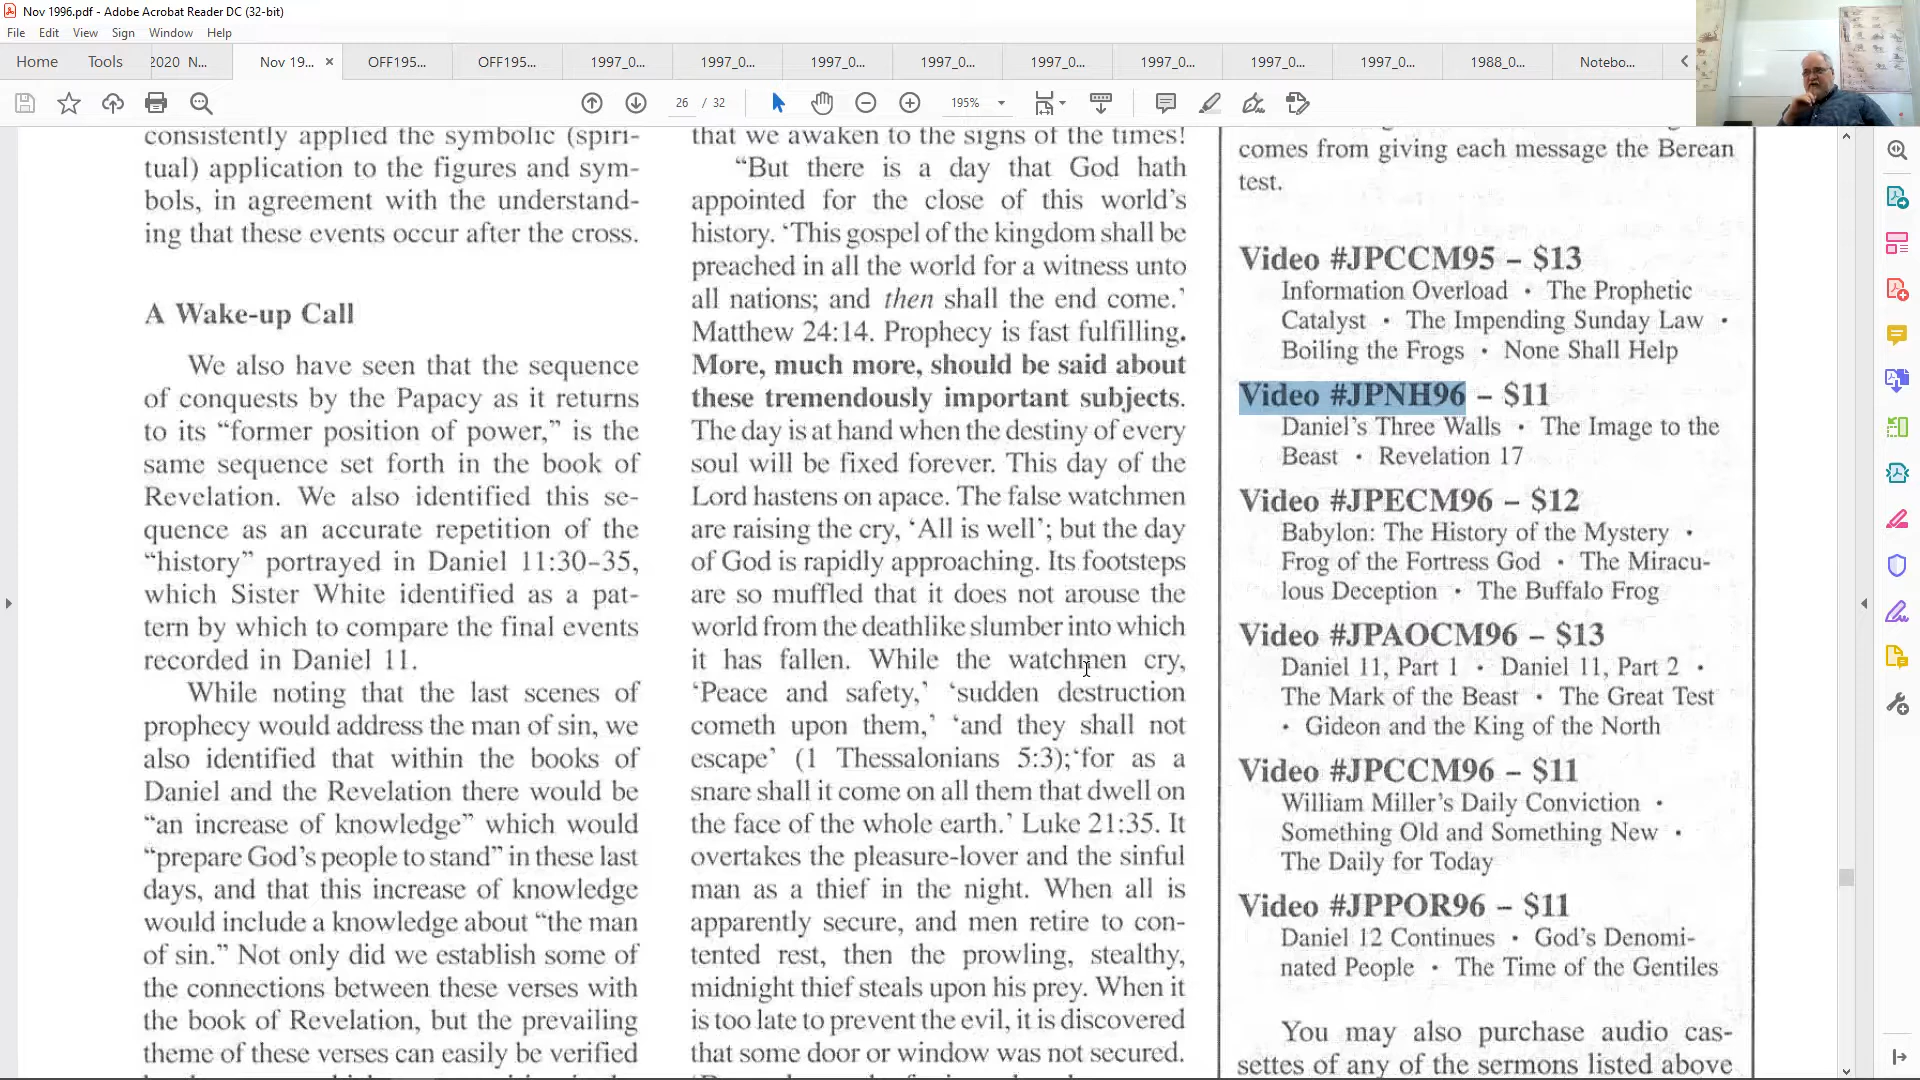 Nov 1996.pdf - Adobe Acrobat Reader DC (32-bit)
File Edit View Sign Window Help
Home Tools 2020 N... Nov 19... × OFF195... OFF195... 1997_0... 1997_0... 1997_0... 1997_0... 1997_0... 1997_0... 1997_0... 1997_0... 1988_0... Notebo...
26 / 32 195%
consistently applied the symbolic (spiri-
tual) application to the figures and sym-
bols, in agreement with the understand-
ing that these events occur after the cross.
A Wake-up Call
We also have seen that the sequence
of conquests by the Papacy as it returns
to its “former position of power,” is the
same sequence set forth in the book of
Revelation. We also identified this se-
quence as an accurate repetition of the
“history” portrayed in Daniel 11:30–35,
which Sister White identified as a pat-
tern by which to compare the final events
recorded in Daniel 11.
While noting that the last scenes of
prophecy would address the man of sin, we
also identified that within the books of
Daniel and the Revelation there would be
“an increase of knowledge” which would
“prepare God’s people to stand” in these last
days, and that this increase of knowledge
would include a knowledge about “the man
of sin.” Not only did we establish some of
the connections between these verses with
the book of Revelation, but the prevailing
theme of these verses can easily be verified
that we awaken to the signs of the times!
“But there is a day that God hath
appointed for the close of this world’s
history. ‘This gospel of the kingdom shall be
preached in all the world for a witness unto
all nations; and then shall the end come.’
Matthew 24:14. Prophecy is fast fulfilling.
More, much more, should be said about
these tremendously important subjects.
The day is at hand when the destiny of every
soul will be fixed forever. This day of the
Lord hastens on apace. The false watchmen
are raising the cry, ‘All is well’; but the day
of God is rapidly approaching. Its footsteps
are so muffled that it does not arouse the
world from the deathlike slumber into which
it has fallen. While the watchmen cry,
‘Peace and safety,’ ‘sudden destruction
cometh upon them,’ ‘and they shall not
escape’ (1 Thessalonians 5:3);‘for as a
snare shall it come on all them that dwell on
the face of the whole earth.’ Luke 21:35. It
overtakes the pleasure-lover and the sinful
man as a thief in the night. When all is
apparently secure, and men retire to con-
tented rest, then the prowling, stealthy,
midnight thief steals upon his prey. When it
is too late to prevent the evil, it is discovered
that some door or window was not secured.
comes from giving each message the Berean
test.
Video #JPCCM95 – $13
Information Overload • The Prophetic
Catalyst • The Impending Sunday Law •
Boiling the Frogs • None Shall Help
Video #JPNH96 – $11
Daniel’s Three Walls • The Image to the
Beast • Revelation 17
Video #JPECM96 – $12
Babylon: The History of the Mystery •
Frog of the Fortress God • The Miracu-
lous Deception • The Buffalo Frog
Video #JPAOCM96 – $13
Daniel 11, Part 1 • Daniel 11, Part 2 •
The Mark of the Beast • The Great Test
• Gideon and the King of the North
Video #JPCCM96 – $11
William Miller’s Daily Conviction •
Something Old and Something New •
The Daily for Today
Video #JPPOR96 – $11
Daniel 12 Continues • God’s Denomi-
nated People • The Time of the Gentiles
You may also purchase audio cas-
settes of any of the sermons listed above